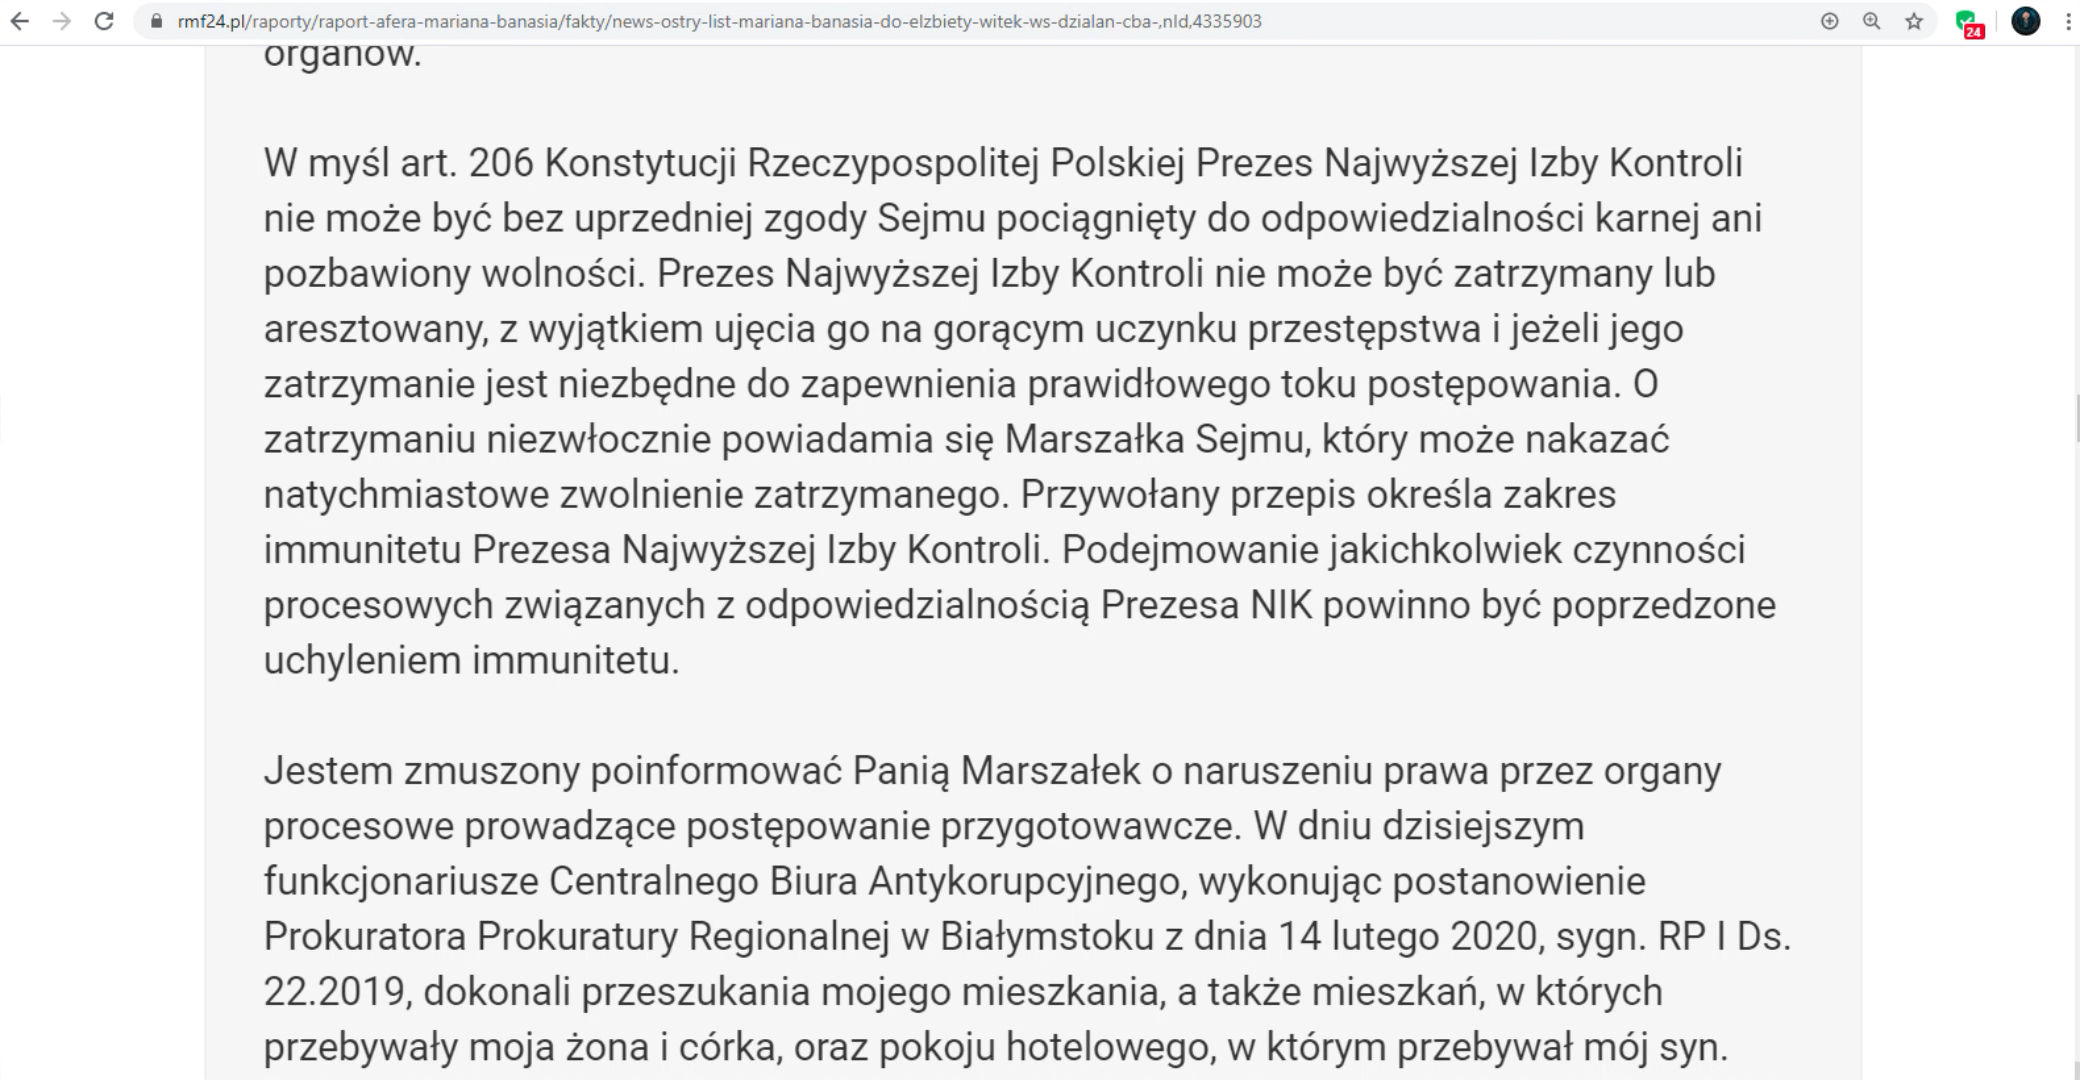 rmf24.pl/raporty/raport-afera-mariana-banasia/fakty/news-ostry-list-mariana-banasia-do-elzbiety-witek-ws-dzialan-cba-,nId,4335903
24
organów.
W myśl art. 206 Konstytucji Rzeczypospolitej Polskiej Prezes Najwyższej Izby Kontroli
nie może być bez uprzedniej zgody Sejmu pociągnięty do odpowiedzialności karnej ani
pozbawiony wolności. Prezes Najwyższej Izby Kontroli nie może być zatrzymany lub
aresztowany, z wyjątkiem ujęcia go na gorącym uczynku przestępstwa i jeżeli jego
zatrzymanie jest niezbędne do zapewnienia prawidłowego toku postępowania. O
zatrzymaniu niezwłocznie powiadamia się Marszałka Sejmu, który może nakazać
natychmiastowe zwolnienie zatrzymanego. Przywołany przepis określa zakres
immunitetu Prezesa Najwyższej Izby Kontroli. Podejmowanie jakichkolwiek czynności
procesowych związanych z odpowiedzialnością Prezesa NIK powinno być poprzedzone
uchyleniem immunitetu.
Jestem zmuszony poinformować Panią Marszałek o naruszeniu prawa przez organy
procesowe prowadzące postępowanie przygotowawcze. W dniu dzisiejszym
funkcjonariusze Centralnego Biura Antykorupcyjnego, wykonując postanowienie
Prokuratora Prokuratury Regionalnej w Białymstoku z dnia 14 lutego 2020, sygn. RP I Ds.
22.2019, dokonali przeszukania mojego mieszkania, a także mieszkań, w których
przebywały moja żona i córka, oraz pokoju hotelowego, w którym przebywał mój syn.